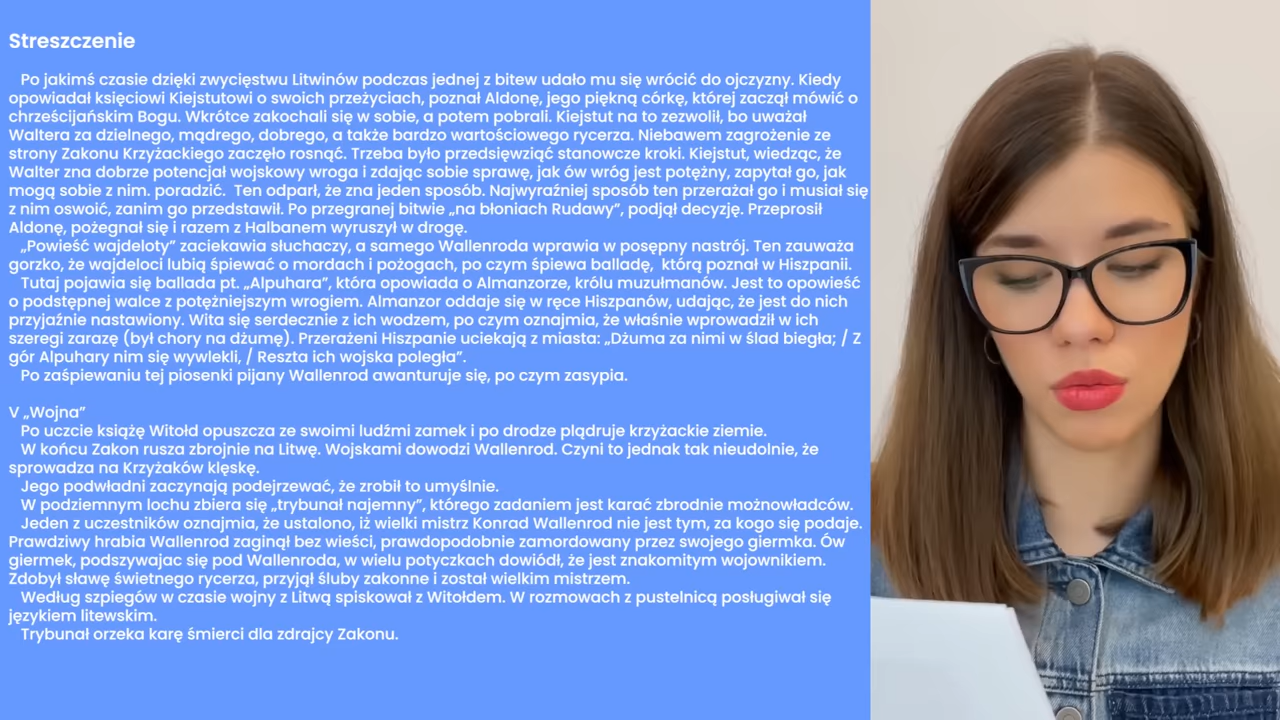 Streszczenie
Po jakimś czasie dzięki zwycięstwu Litwinów podczas jednej z bitew udało mu się wrócić do ojczyzny. Kiedy
opowiadał księciowi Kiejstutowi o swoich przeżyciach, poznał Aldonę, jego piękną córkę, której zaczął mówić o
chrześcijańskim Bogu. Wkrótce zakochali się w sobie, a potem pobrali. Kiejstut na to zezwolił, bo uważał
Waltera za dzielnego, mądrego, dobrego, a także bardzo wartościowego rycerza. Niebawem zagrożenie ze
strony Zakonu Krzyżackiego zaczęło rosnąć. Trzeba było przedsięwziąć stanowcze kroki. Kiejstut, wiedząc, że
Walter zna dobrze potencjał wojskowy wroga i zdając sobie sprawę, jak ów wróg jest potężny, zapytał go, jak
mogą sobie z nim. poradzić. Ten odparł, że zna jeden sposób. Najwyraźniej sposób ten przerażał go i musiał się
z nim oswoić, zanim go przedstawił. Po przegranej bitwie „na błoniach Rudawy”, podjął decyzję. Przeprosił
Aldonę, pożegnał się i razem z Halbanem wyruszył w drogę.
„Powieść wajdeloty” zaciekawia słuchaczy, a samego Wallenroda wprawia w posępny nastrój. Ten zauważa
gorzko, że wajdeloci lubią śpiewać o mordach i pożogach, po czym śpiewa balladę, którą poznał w Hiszpanii.
Tutaj pojawia się ballada pt. „Alpuhara”, która opowiada o Almanzorze, królu muzułmanów. Jest to opowieść
o podstępnej walce z potężniejszym wrogiem. Almanzor oddaje się w ręce Hiszpanów, udając, że jest do nich
przyjaźnie nastawiony. Wita się serdecznie z ich wodzem, po czym oznajmia, że właśnie wprowadził w ich
szeregi zarazę (był chory na dżumę). Przerażeni Hiszpanie uciekają z miasta: „Dżuma za nimi w ślad biegła; / Z
gór Alpuhary nim się wywlekli, / Reszta ich wojska poległa”.
Po zaśpiewaniu tej piosenki pijany Wallenrod awanturuje się, po czym zasypia.
V „Wojna”
Po uczcie książę Witołd opuszcza ze swoimi ludźmi zamek i po drodze plądruje krzyżackie ziemie.
W końcu Zakon rusza zbrojnie na Litwę. Wojskami dowodzi Wallenrod. Czyni to jednak tak nieudolnie, że
sprowadza na Krzyżaków klęskę.
Jego podwładni zaczynają podejrzewać, że zrobił to umyślnie.
W podziemnym lochu zbiera się „trybunał najemny”, którego zadaniem jest karać zbrodnie możnowładców.
Jeden z uczestników oznajmia, że ustalono, iż wielki mistrz Konrad Wallenrod nie jest tym, za kogo się podaje.
Prawdziwy hrabia Wallenrod zaginął bez wieści, prawdopodobnie zamordowany przez swojego giermka. Ów
giermek, podszywajac się pod Wallenroda, w wielu potyczkach dowiódł, że jest znakomitym wojownikiem.
Zdobył sławę świetnego rycerza, przyjął śluby zakonne i został wielkim mistrzem.
Według szpiegów w czasie wojny z Litwą spiskował z Witołdem. W rozmowach z pustelnicą posługiwał się
językiem litewskim.
Trybunał orzeka karę śmierci dla zdrajcy Zakonu.